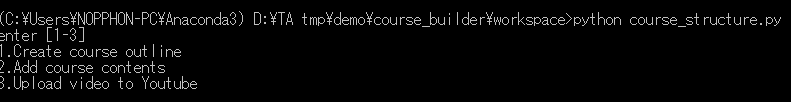 (C:\Users\NOPPHON-PC\Anaconda3) D:\TA tmp\demo\course_builder\workspace>python course_structure.py
enter [1-3]
1.Create course outline
2.Add course contents
3.Upload video to Youtube